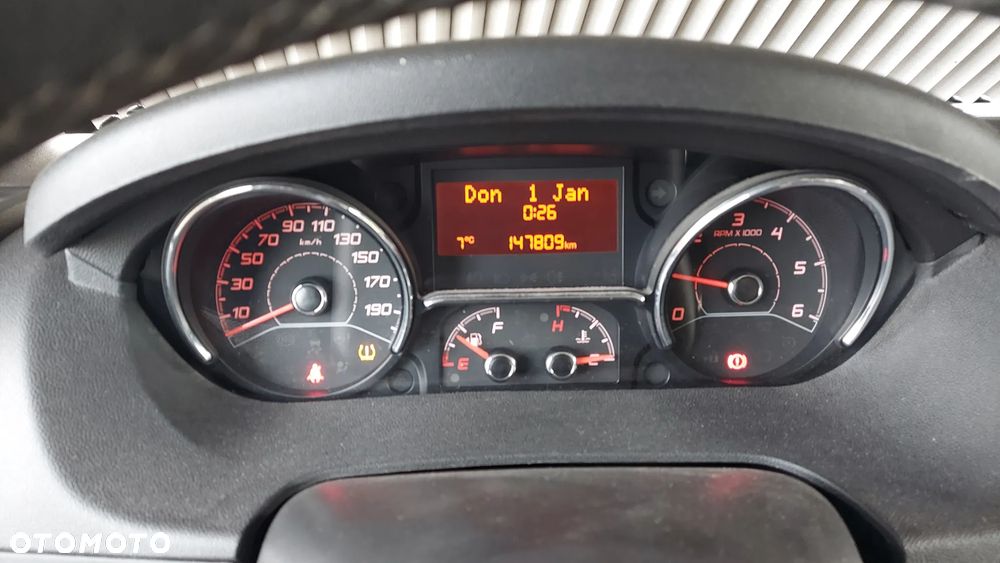 Don 1 Jan
0:26
7°C 147809km
10 30 50 70 90 110 130 150 170 190
km/h
F
E
H
C
0 3 4 5 6
RPM X 1000
OTOMOTO